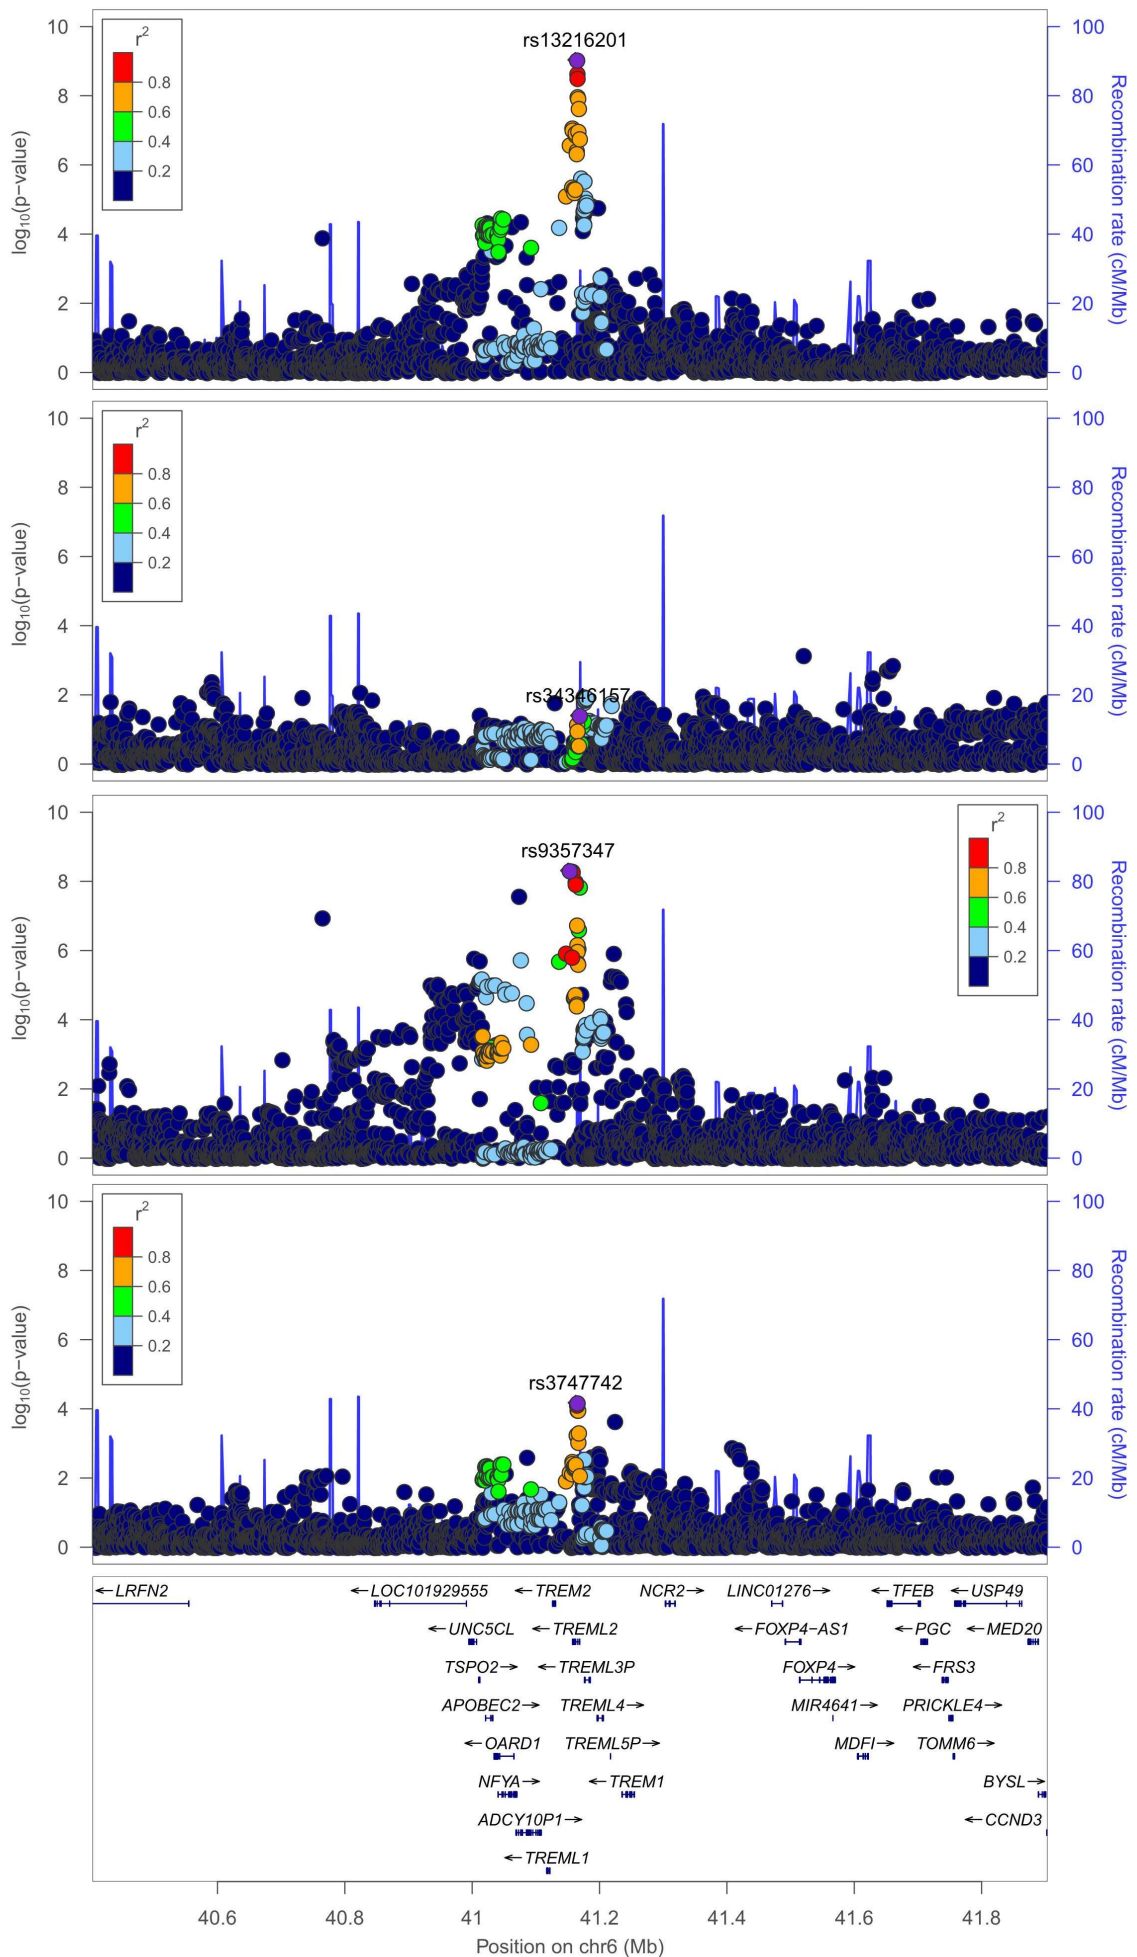 rs13216201
r²
0.8
0.6
0.4
0.2
10
8
6
4
2
0
log₁₀(p−value)
100
80
60
40
20
0
Recombination rate (cM/Mb)
rs34346157
r²
0.8
0.6
0.4
0.2
10
8
6
4
2
0
log₁₀(p−value)
100
80
60
40
20
0
Recombination rate (cM/Mb)
rs9357347
r²
0.8
0.6
0.4
0.2
10
8
6
4
2
0
log₁₀(p−value)
100
80
60
40
20
0
Recombination rate (cM/Mb)
rs3747742
r²
0.8
0.6
0.4
0.2
10
8
6
4
2
0
log₁₀(p−value)
100
80
60
40
20
0
Recombination rate (cM/Mb)
←LRFN2 ←LOC101929555 ←TREM2 NCR2→ LINC01276→ ←TFEB ←USP49
←UNC5CL ←TREML2 ←FOXP4−AS1 ←PGC ←MED20
TSPO2→ ←TREML3P FOXP4→ ←FRS3
APOBEC2→ TREML4→ MIR4641→ PRICKLE4→
←OARD1 TREML5P→ MDFI→ TOMM6→
NFYA→ ←TREM1 BYSL→
ADCY10P1→ ←CCND3
←TREML1
40.6 40.8 41 41.2 41.4 41.6 41.8
Position on chr6 (Mb)